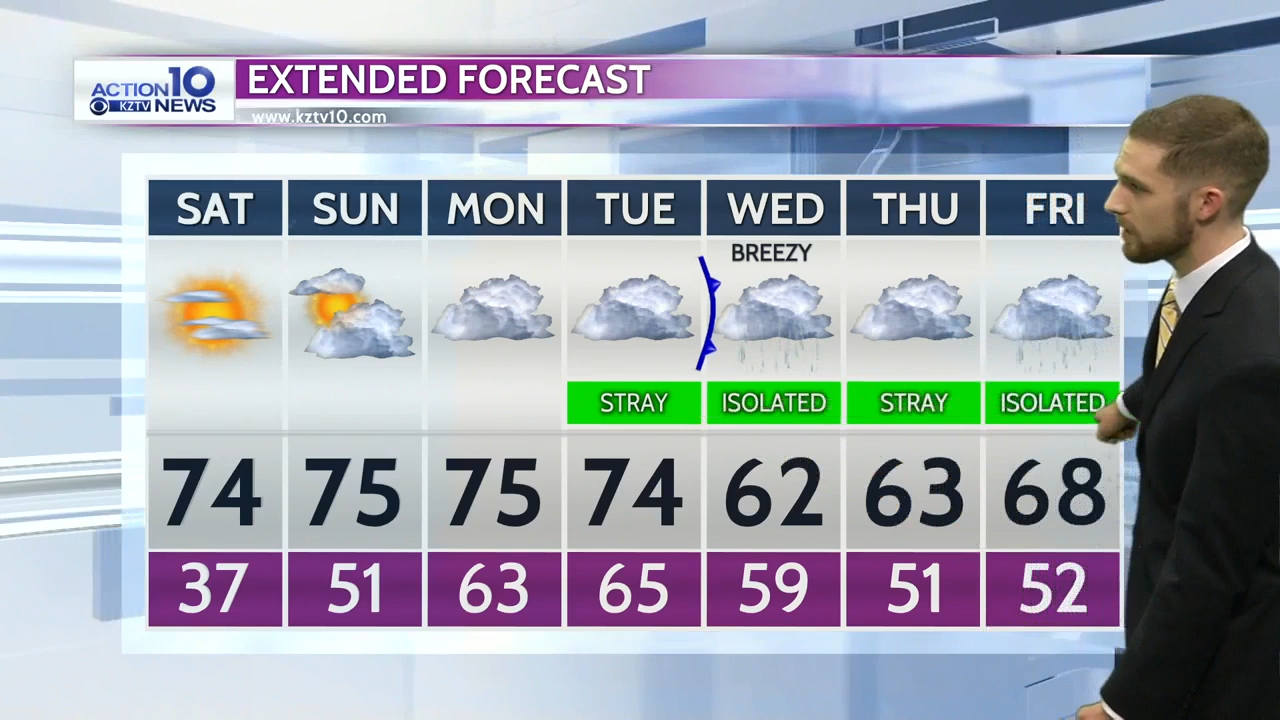 ACTION 10
KZTV NEWS
EXTENDED FORECAST
www.kztv10.com
SAT SUN MON TUE WED THU FRI
BREEZY
STRAY ISOLATED STRAY ISOLATED
74 75 75 74 62 63 68
37 51 63 65 59 51 52